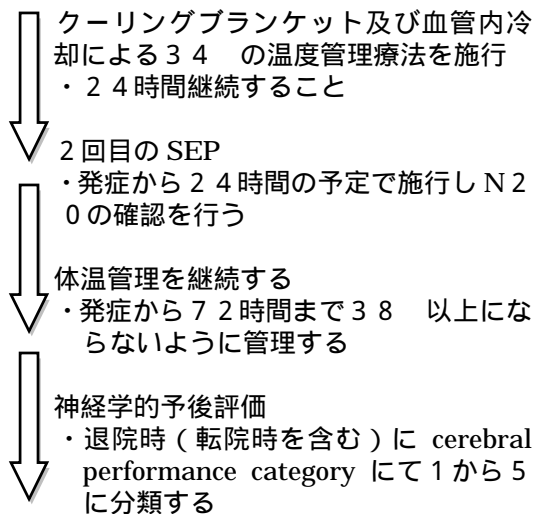 クーリングブランケット及び血管内冷
却による３４　の温度管理療法を施行
・２４時間継続すること
２回目の SEP
・発症から２４時間の予定で施行し N２
０の確認を行う
体温管理を継続する
・発症から７２時間まで３８　以上にな
らないように管理する
神経学的予後評価
・退院時（転院時を含む）に cerebral
performance category にて１から５
に分類する